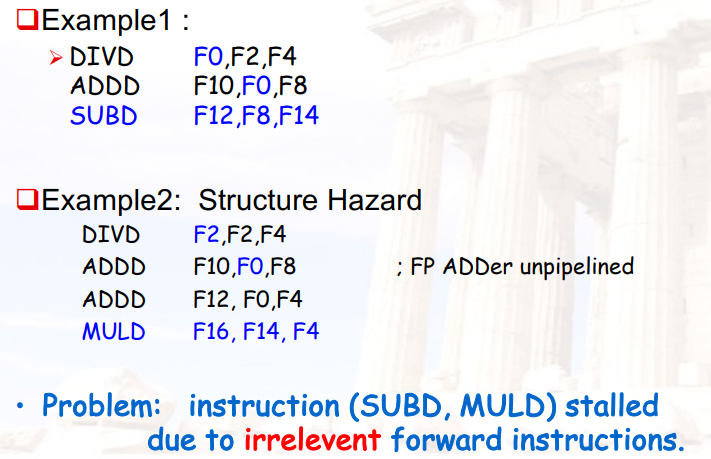 ❑Example1 :
➢ DIVD F0,F2,F4
ADDD F10,F0,F8
SUBD F12,F8,F14
❑Example2: Structure Hazard
DIVD F2,F2,F4
ADDD F10,F0,F8 ; FP ADDer unpipelined
ADDD F12, F0,F4
MULD F16, F14, F4
• Problem: instruction (SUBD, MULD) stalled
due to irrelevent forward instructions.